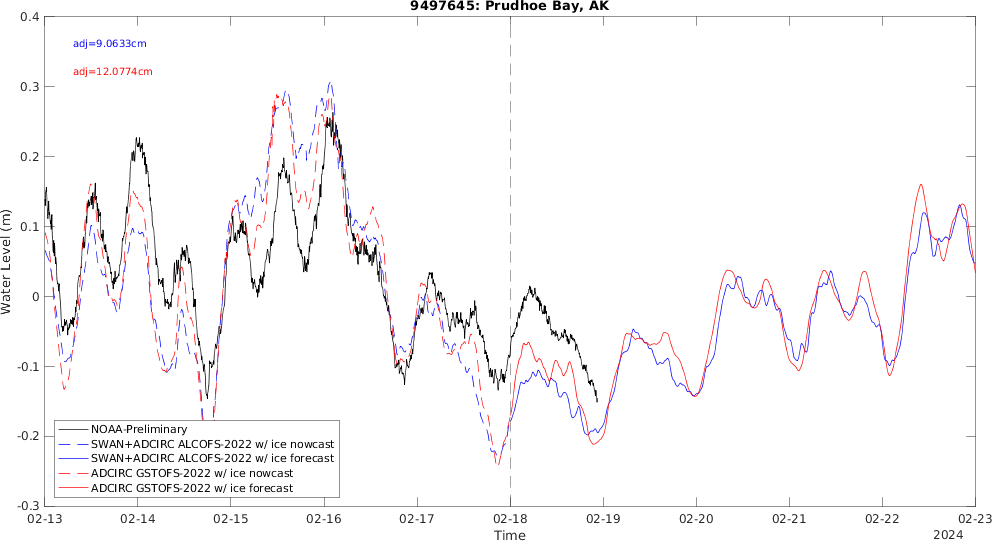 9497645: Prudhoe Bay, AK
0.4
adj=9.0633cm
adj=12.0774cm
0.3
0.2
0.1
0
-0.1
-0.2
-0.3
Water Level (m)
NOAA-Preliminary
SWAN+ADCIRC ALCOFS-2022 w/ ice nowcast
SWAN+ADCIRC ALCOFS-2022 w/ ice forecast
ADCIRC GSTOFS-2022 w/ ice nowcast
ADCIRC GSTOFS-2022 w/ ice forecast
02-13 02-14 02-15 02-16 02-17 02-18 02-19 02-20 02-21 02-22 02-23
Time
2024